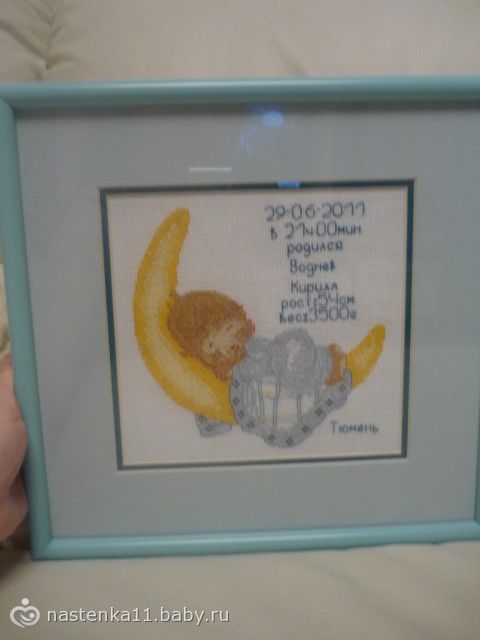 29-06-2011
в 21ч00мин
родился
Воднев
Кирилл
рост:54см
вес:3500г
Тюмень
nastenka11.baby.ru